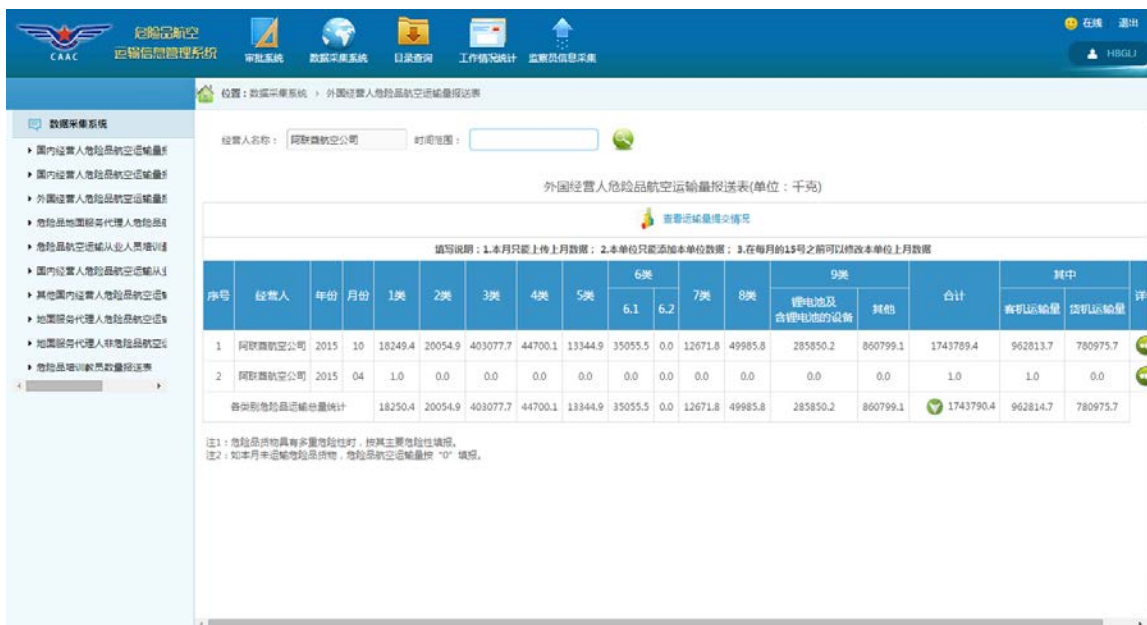 危险品航空
运输信息管理系统
CAAC
审批系统 数据采集系统 目录查询 工作情况统计 监察员信息采集
在线 退出
HBGLJ
位置：数据采集系统 › 外国经营人危险品航空运输量报送表
数据采集系统
国内经营人危险品航空运输量
国内经营人危险品航空运输量
外国经营人危险品航空运输量
危险品地面服务代理人危险品
危险品航空运输从业人员培训
国内经营人危险品航空运输从
其他国内经营人危险品航空运
地面服务代理人危险品航空运
地面服务代理人非危险品航空
危险品培训教员数量报送表
经营人名称： 阿联酋航空公司 时间范围：
外国经营人危险品航空运输量报送表(单位：千克)
查看运输量提交情况
填写说明：1.本月只能上传上月数据； 2.本单位只能添加本单位数据； 3.在每月的15号之前可以修改本单位上月数据
序号 经营人 年份 月份 1类 2类 3类 4类 5类 6类 7类 8类 9类 合计 其中
6.1 6.2 锂电池及含锂电池的设备 其他 客机运输量 货机运输量
1 阿联酋航空公司 2015 10 18249.4 20054.9 403077.7 44700.1 13344.9 35055.5 0.0 12671.8 49985.8 285850.2 860799.1 1743789.4 962813.7 780975.7
2 阿联酋航空公司 2015 04 1.0 0.0 0.0 0.0 0.0 0.0 0.0 0.0 0.0 0.0 0.0 1.0 1.0 0.0
各类别危险品运输总量统计 18250.4 20054.9 403077.7 44700.1 13344.9 35055.5 0.0 12671.8 49985.8 285850.2 860799.1 1743790.4 962814.7 780975.7
注1：危险品货物具有多重危险性时，按其主要危险性填报。
注2：如本月未运输危险品货物，危险品航空运输量按 "0" 填报。